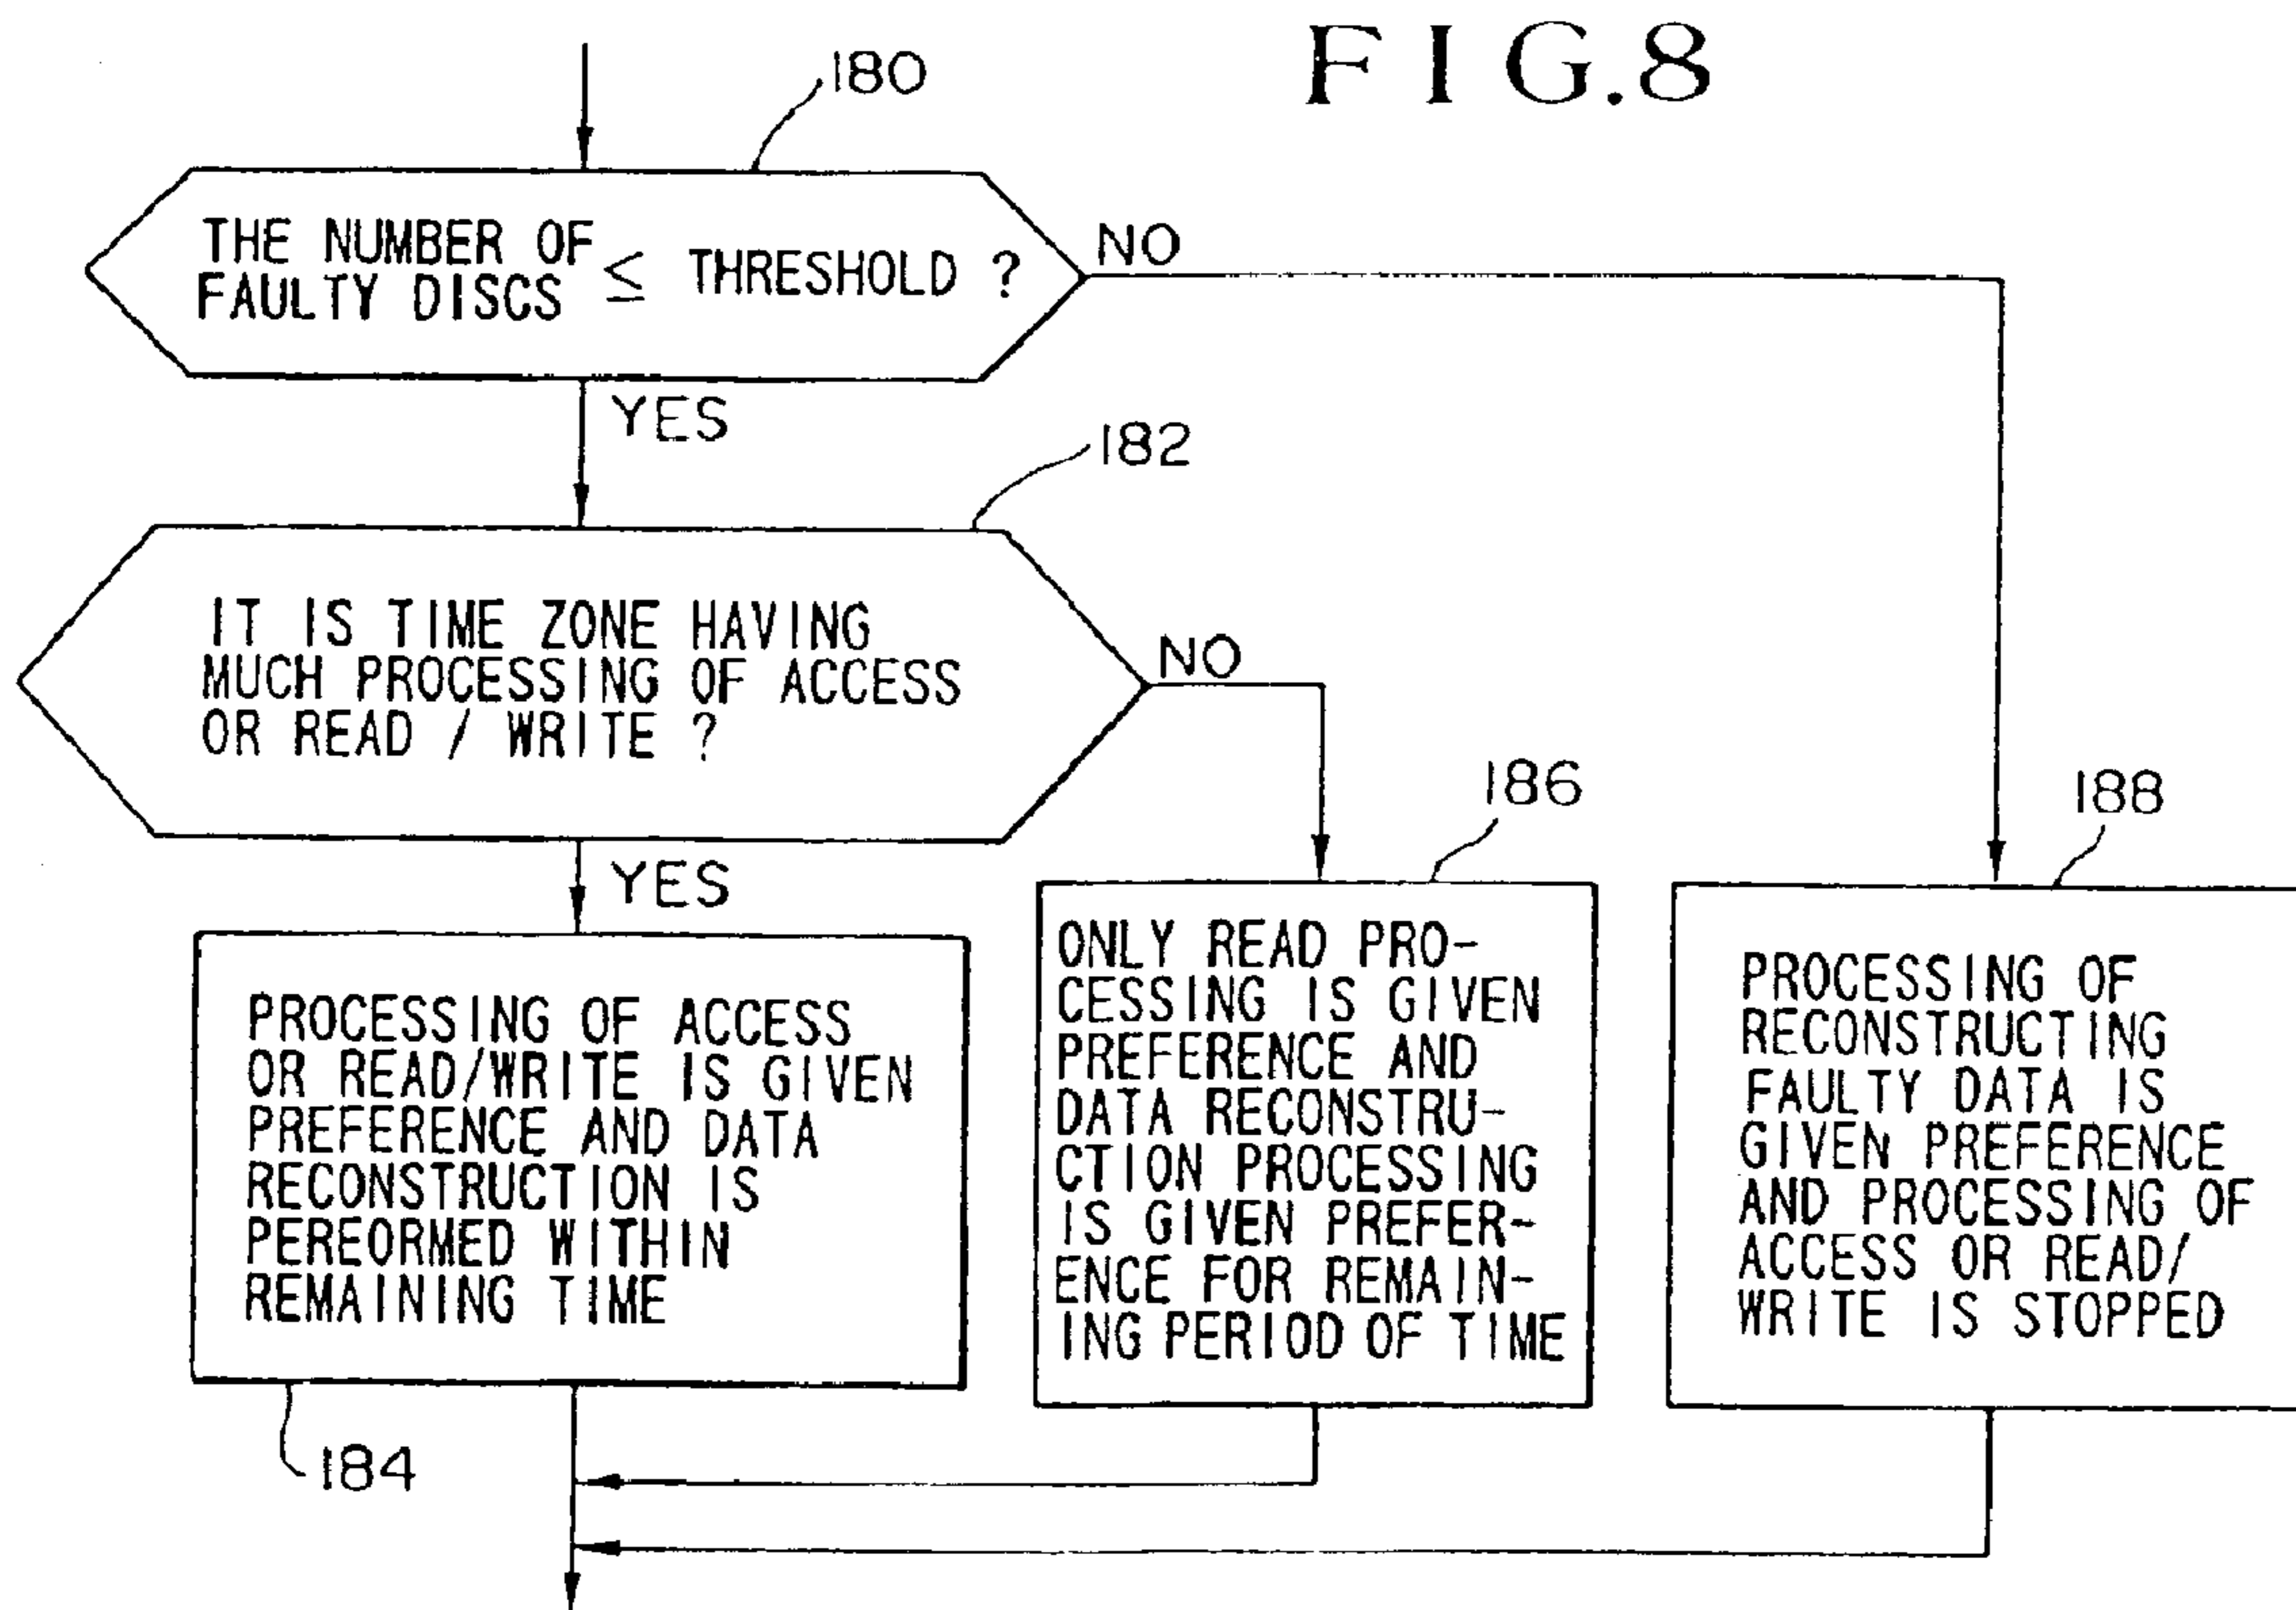 FIG.8
180
THE NUMBER OF
FAULTY DISCS ≤ THRESHOLD ?
NO
YES
182
IT IS TIME ZONE HAVING
MUCH PROCESSING OF ACCESS
OR READ / WRITE ?
NO
YES
186
188
PROCESSING OF ACCESS
OR READ/WRITE IS GIVEN
PREFERENCE AND DATA
RECONSTRUCTION IS
PEREORMED WITHIN
REMAINING TIME
184
ONLY READ PRO-
CESSING IS GIVEN
PREFERENCE AND
DATA RECONSTRU-
CTION PROCESSING
IS GIVEN PREFER-
ENCE FOR REMAIN-
ING PERIOD OF TIME
PROCESSING OF
RECONSTRUCTING
FAULTY DATA IS
GIVEN PREFERENCE
AND PROCESSING OF
ACCESS OR READ/
WRITE IS STOPPED